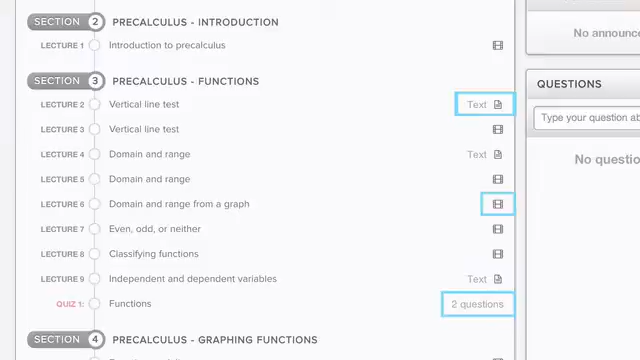 SECTION 2 PRECALCULUS - INTRODUCTION
LECTURE 1 Introduction to precalculus
No announce
SECTION 3 PRECALCULUS - FUNCTIONS
QUESTIONS
LECTURE 2 Vertical line test Text
Type your question ab
LECTURE 3 Vertical line test
LECTURE 4 Domain and range Text
No questio
LECTURE 5 Domain and range
LECTURE 6 Domain and range from a graph
LECTURE 7 Even, odd, or neither
LECTURE 8 Classifying functions
LECTURE 9 Independent and dependent variables Text
QUIZ 1: Functions 2 questions
SECTION 4 PRECALCULUS - GRAPHING FUNCTIONS